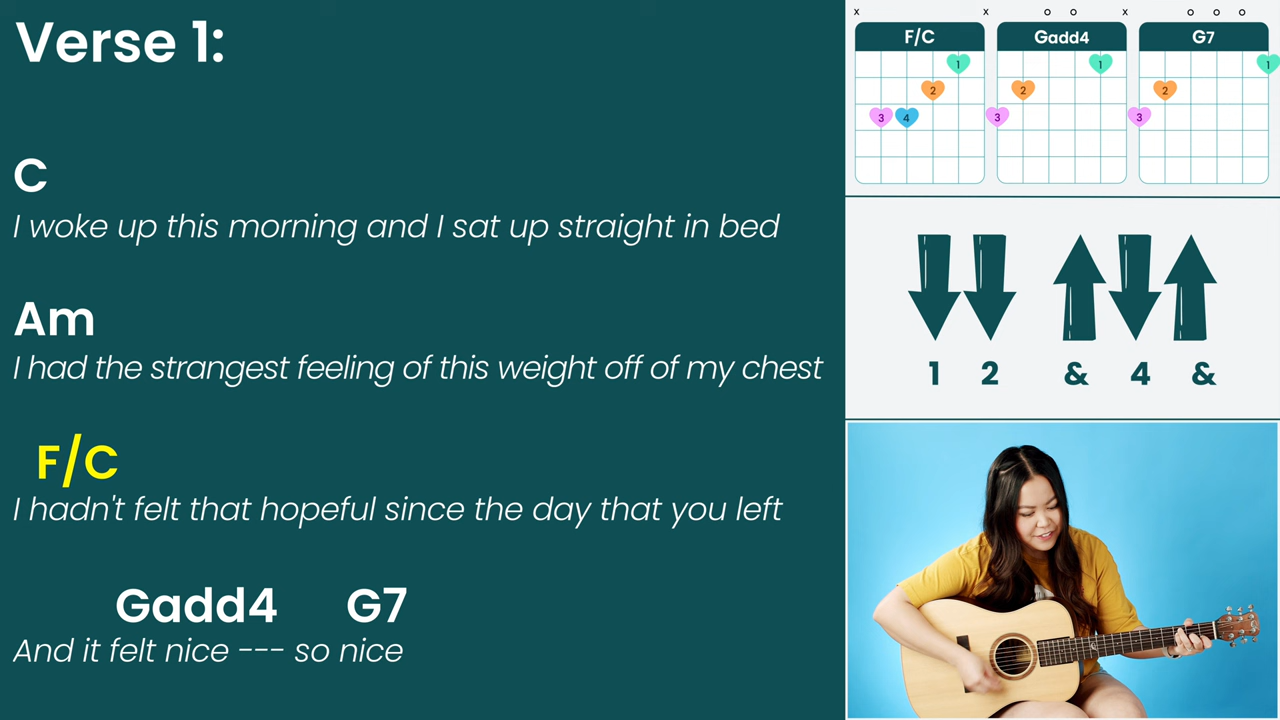 Verse 1:
C
I woke up this morning and I sat up straight in bed
Am
I had the strangest feeling of this weight off of my chest
F/C
I hadn't felt that hopeful since the day that you left
Gadd4 G7
And it felt nice --- so nice
x x o o x o o o
F/C Gadd4 G7
1 1 1
2 2 2
3 4 3 3
1 2 & 4 &